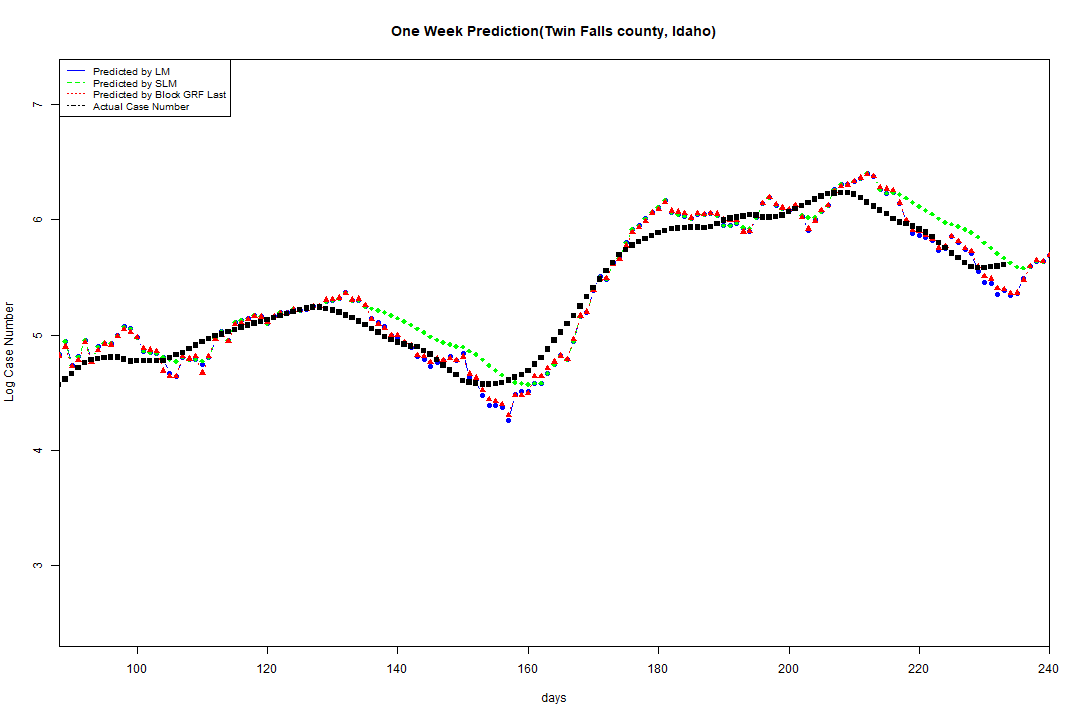 One Week Prediction(Twin Falls county, Idaho)
Predicted by LM
Predicted by SLM
Predicted by Block GRF Last
Actual Case Number
7
6
5
4
3
Log Case Number
100 120 140 160 180 200 220 240
days